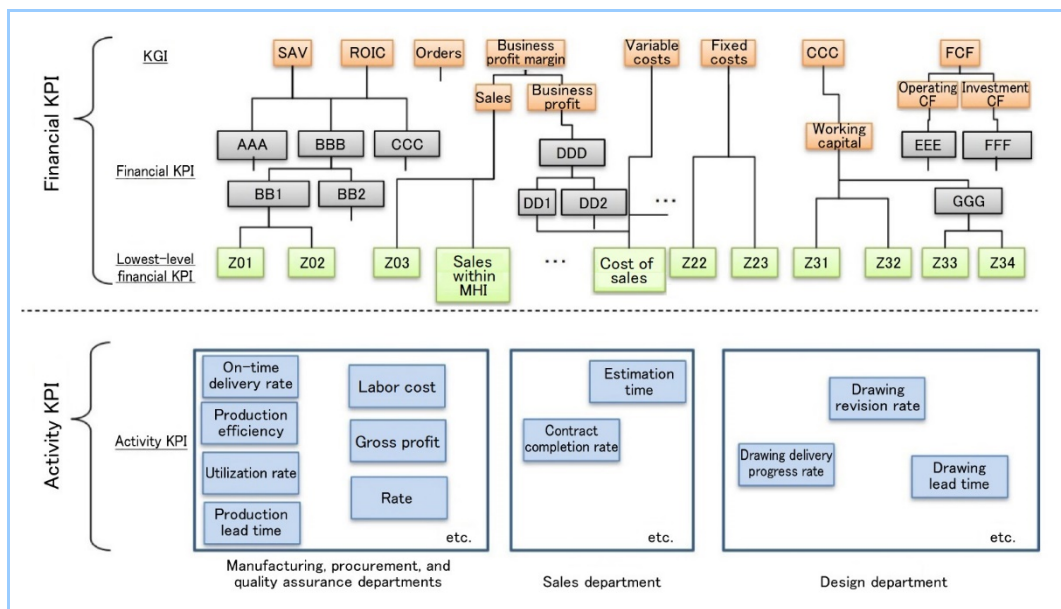 Financial KPI
KGI
SAV
ROIC
Orders
Business
profit margin
Variable
costs
Fixed
costs
CCC
FCF
Sales
Business
profit
Operating
CF
Investment
CF
Working
capital
Financial KPI
AAA
BBB
CCC
DDD
EEE
FFF
BB1
BB2
DD1
DD2
...
GGG
Lowest-level
financial KPI
Z01
Z02
Z03
Sales
within
MHI
...
Cost of
sales
Z22
Z23
Z31
Z32
Z33
Z34
Activity KPI
Activity KPI
On-time
delivery rate
Production
efficiency
Utilization rate
Production
lead time
Labor cost
Gross profit
Rate
etc.
Manufacturing, procurement, and
quality assurance departments
Estimation
time
Contract
completion rate
etc.
Sales department
Drawing
revision rate
Drawing delivery
progress rate
Drawing
lead time
etc.
Design department